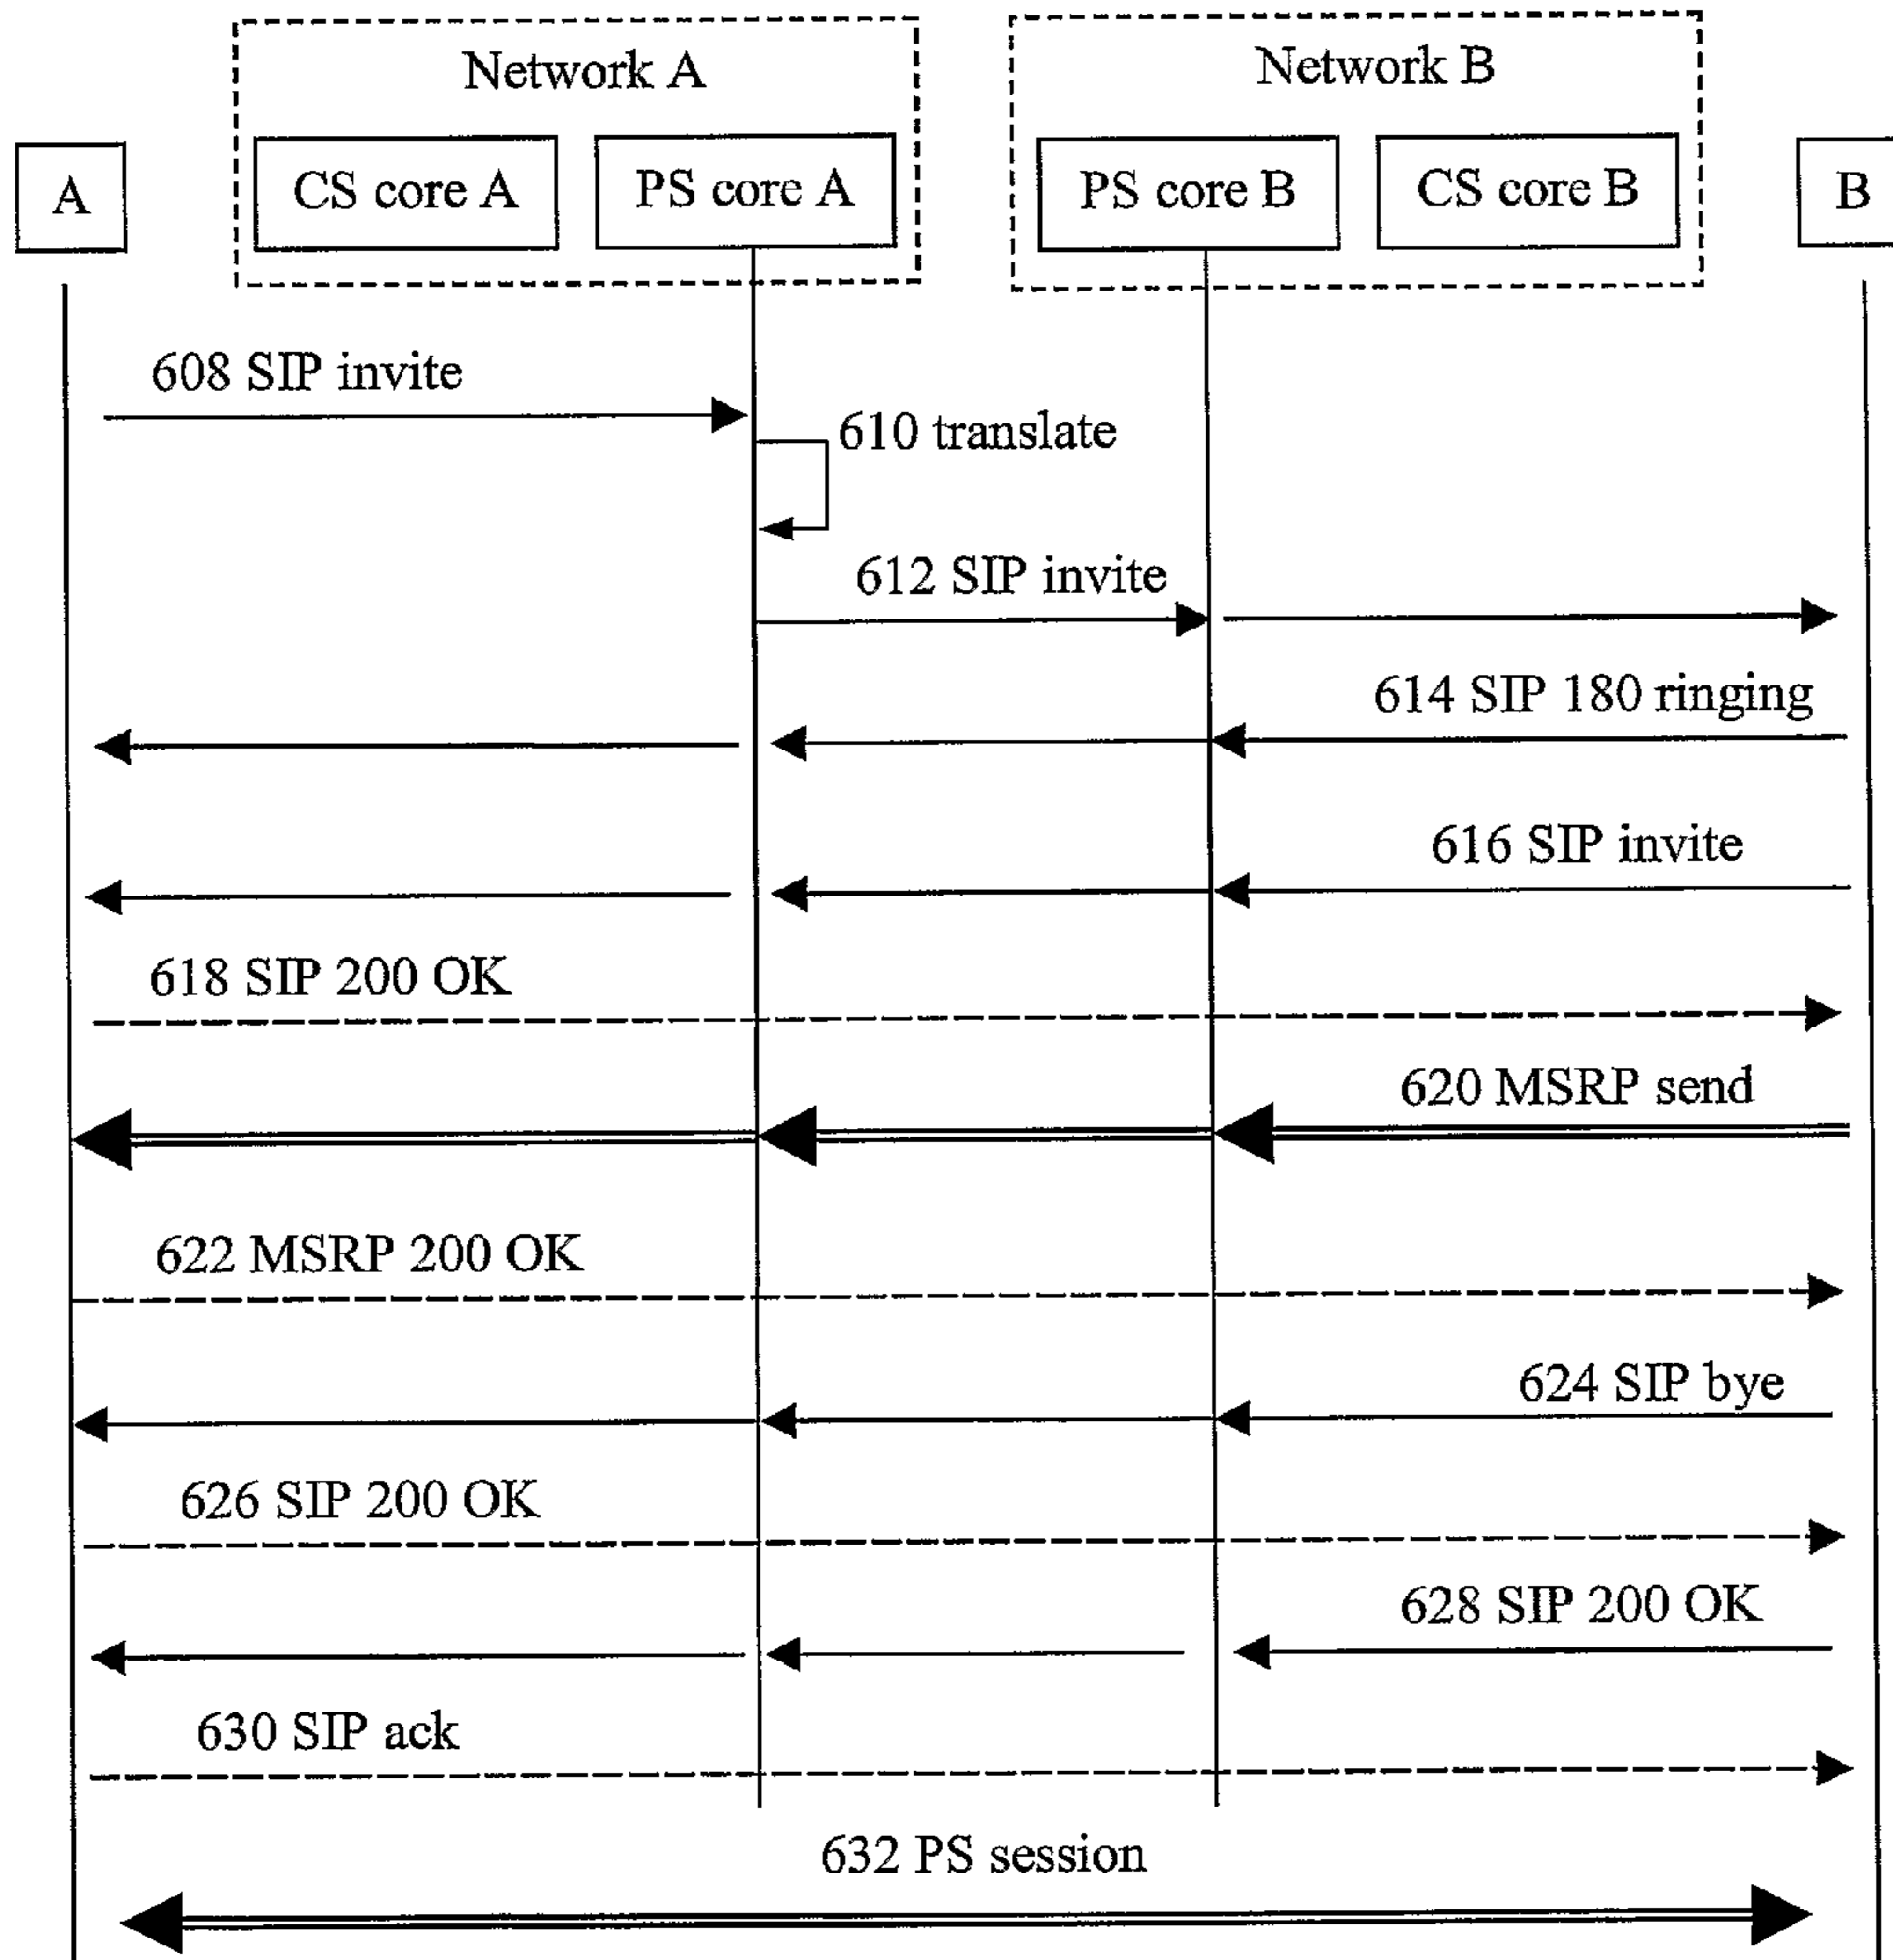 Network A
Network B
A
CS core A
PS core A
PS core B
CS core B
B
608 SIP invite
610 translate
612 SIP invite
614 SIP 180 ringing
616 SIP invite
618 SIP 200 OK
620 MSRP send
622 MSRP 200 OK
624 SIP bye
626 SIP 200 OK
628 SIP 200 OK
630 SIP ack
632 PS session